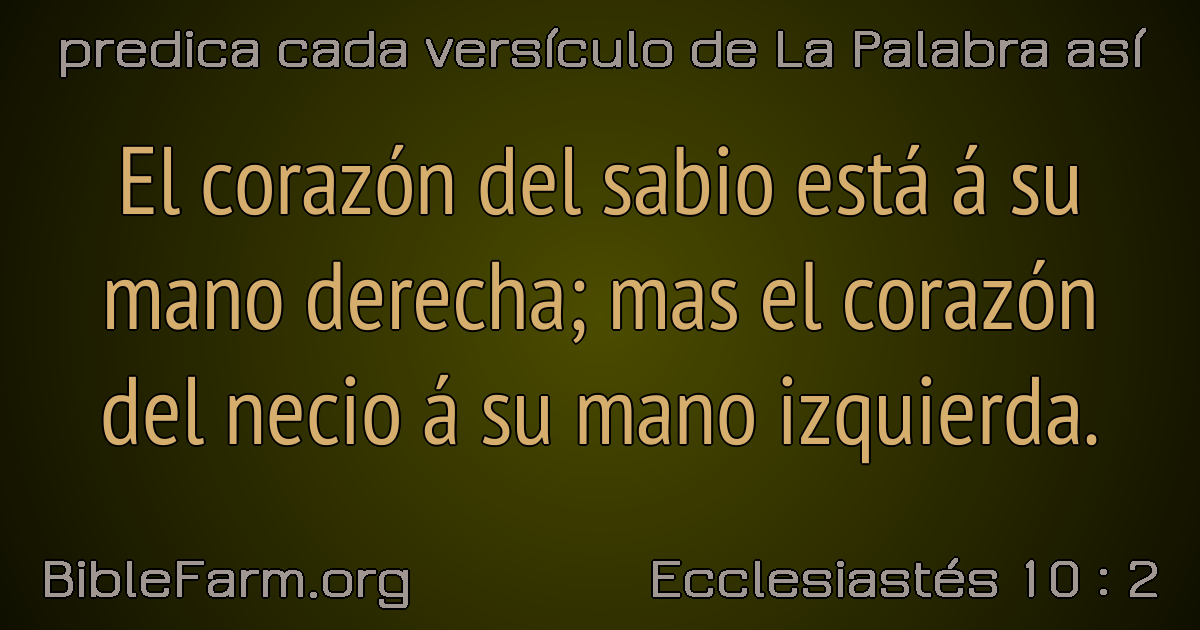 predica cada versículo de La Palabra así
El corazón del sabio está á su
mano derecha; mas el corazón
del necio á su mano izquierda.
BibleFarm.org
Ecclesiastés 10 : 2